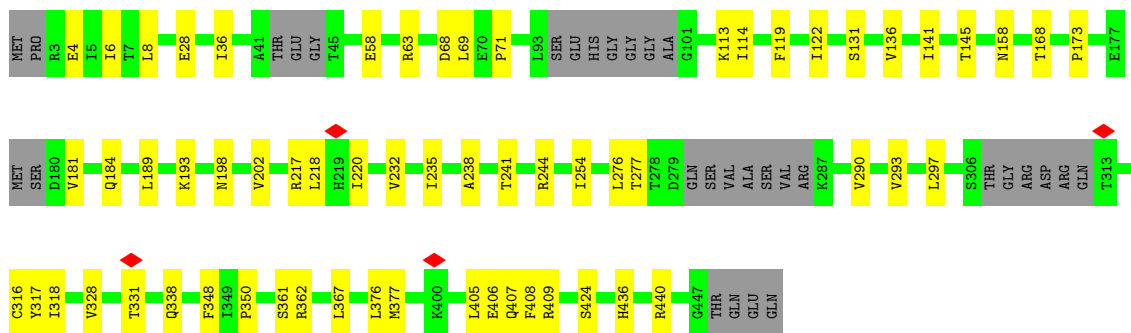 MET PRO R3 E4 I5 I6 T7 L8 E28 I36 A41 THR GLU GLY T45 E58 R63 D68 L69 E70 P71 L93 SER GLU HIS GLY GLY GLY ALA G101 K113 I114 F119 I122 S131 V136 I141 T145 N158 T168 P173 E177
MET SER D180 V181 Q184 L189 K193 N198 V202 R217 L218 H219 I220 V232 I235 A238 T241 R244 I254 L276 T277 T278 D279 GLN SER VAL ALA SER VAL ARG K287 V290 V293 L297 S306 THR GLY ARG ASP ARG GLN T313
C316 Y317 I318 V328 T331 Q338 F348 I349 P350 S361 R362 L367 L376 M377 K400 L405 E406 Q407 F408 R409 S424 H436 R440 G447 THR GLN GLU GLN